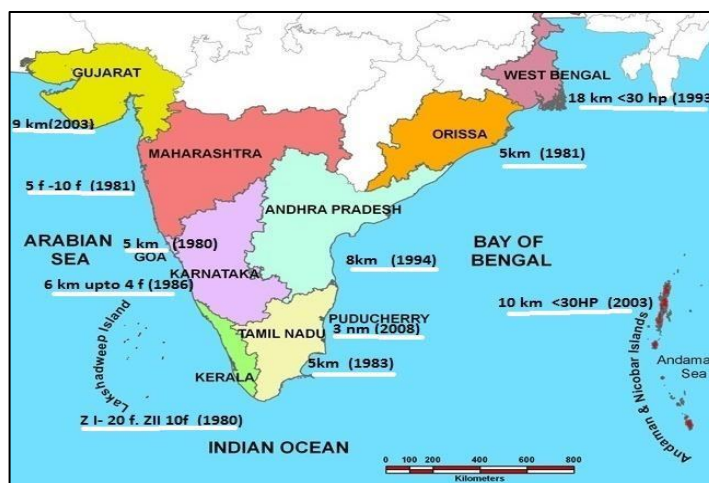 GUJARAT
WEST BENGAL
18 km <30 hp (1993
9 km(2003)
ORISSA
MAHARASHTRA
5km (1981)
5 f -10 f (1981)
ANDHRA PRADESH
ARABIAN
SEA
5 km (1980)
GOA
BAY OF
BENGAL
8km (1994)
KARNATAKA
6 km upto 4 f (1986)
10 km <30HP (2003)
PUDUCHERRY
3 nm (2008)
TAMIL NADU
Lakshadweep Island
5km (1983)
KERALA
Andama
Sea
Andaman & Nicobar Islands
Z I- 20 f. ZII 10f (1980)
INDIAN OCEAN
0 100 200 400 600 800
Kilometers